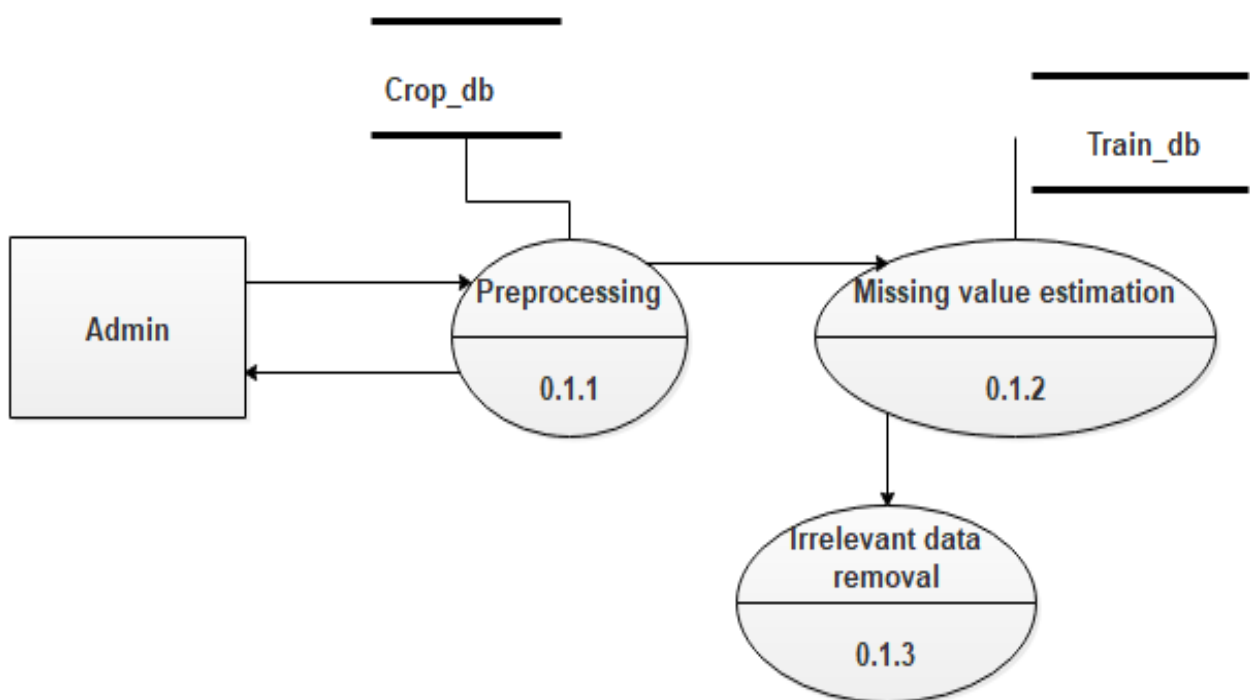 Crop_db
Train_db
Admin
Preprocessing
0.1.1
Missing value estimation
0.1.2
Irrelevant data
removal
0.1.3